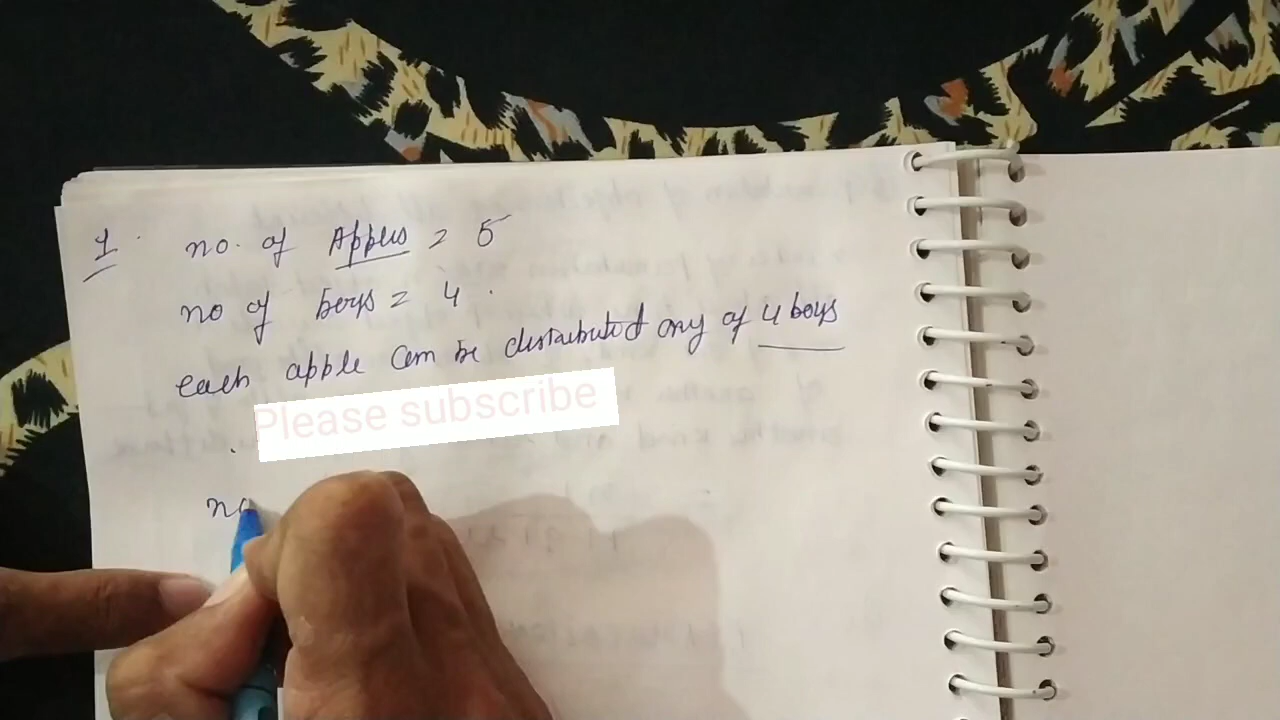 1. no. of Apples = 5
no of boys = 4.
each apple can be distributed any of 4 boys
Please subscribe
no